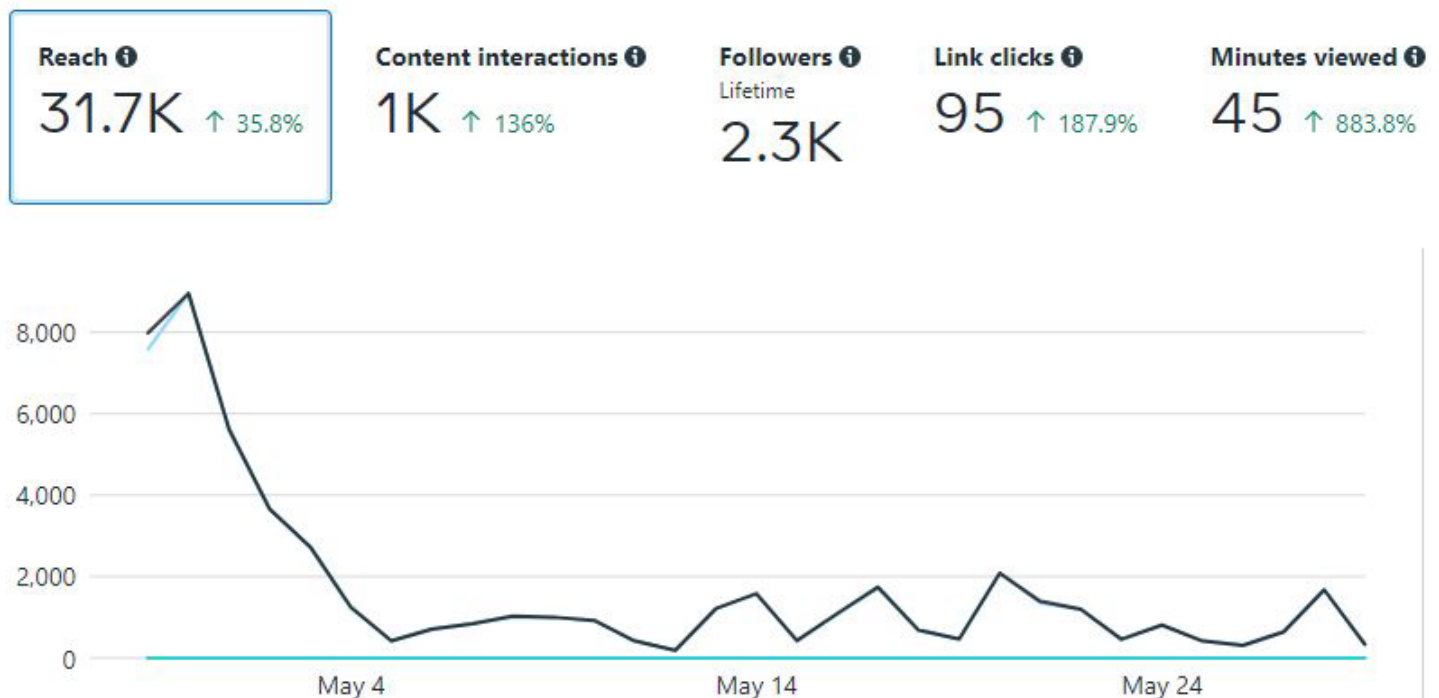 Reach
31.7K ↑ 35.8%
Content interactions
1K ↑ 136%
Followers
Lifetime
2.3K
Link clicks
95 ↑ 187.9%
Minutes viewed
45 ↑ 883.8%
8,000
6,000
4,000
2,000
0
May 4 May 14 May 24